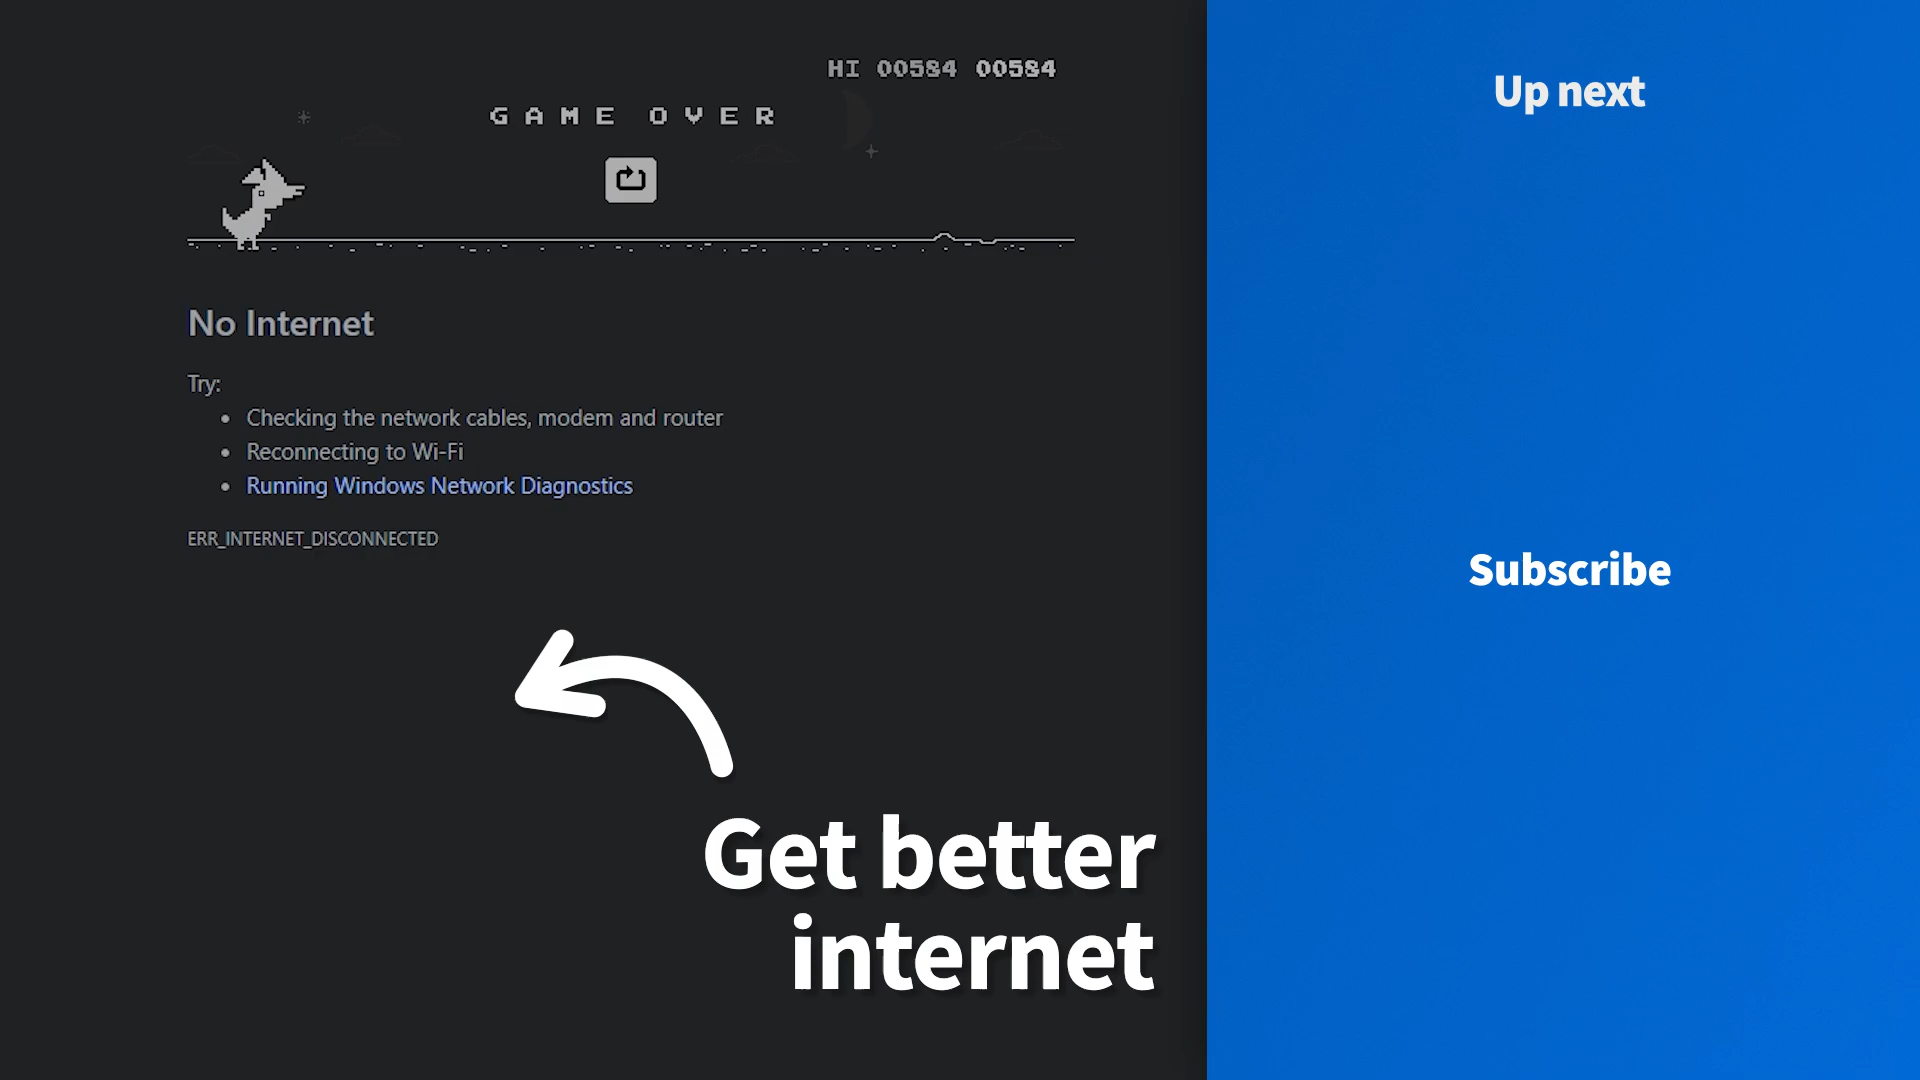 HI 00584 00584
GAME OVER
No Internet
Try:
Checking the network cables, modem and router
Reconnecting to Wi-Fi
Running Windows Network Diagnostics
ERR_INTERNET_DISCONNECTED
Get better
internet
Up next
Subscribe